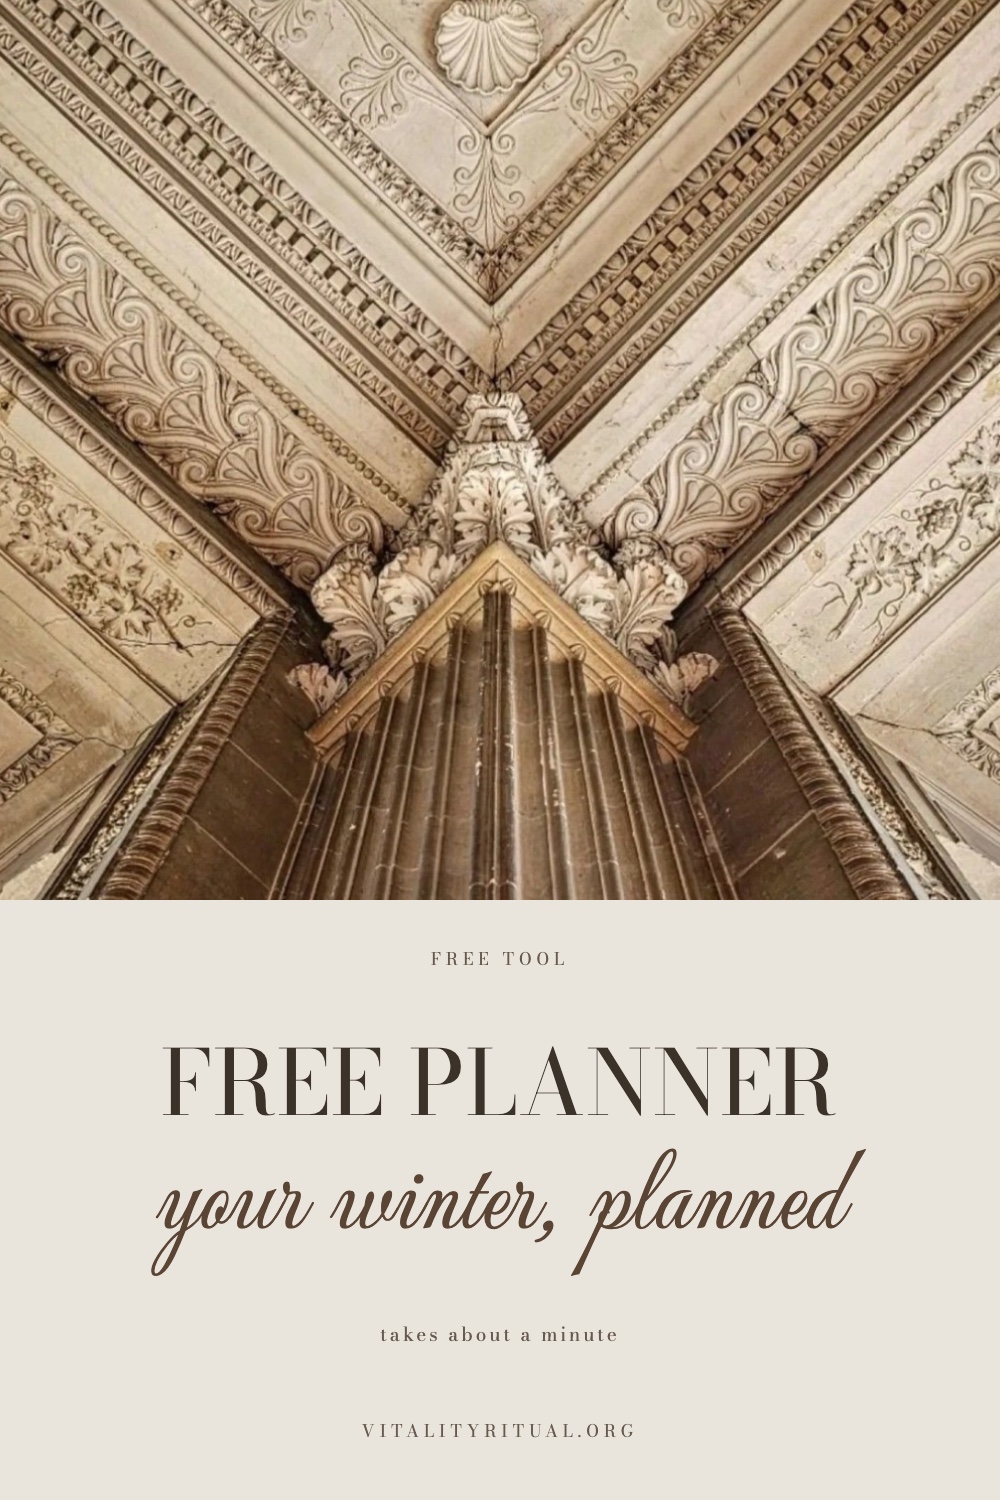 FREE TOOL
FREE PLANNER
your winter, planned
takes about a minute
VITALITYRITUAL.ORG